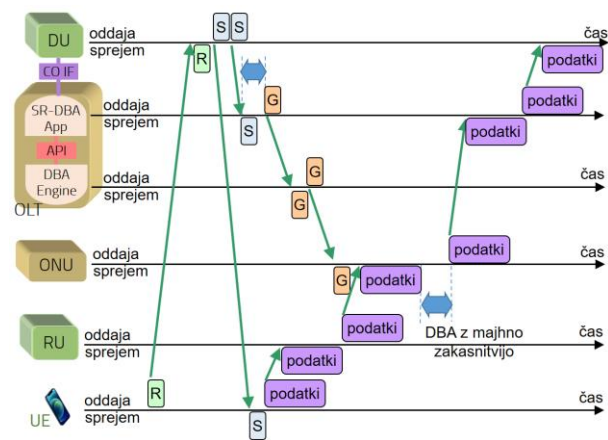 DU
oddaja
sprejem
R
S
S
čas
podatki
CO IF
SR-DBA
App
oddaja
sprejem
S
G
podatki
podatki
čas
API
DBA
Engine
OLT
oddaja
sprejem
G
G
čas
ONU
oddaja
sprejem
G
podatki
podatki
čas
RU
oddaja
sprejem
podatki
podatki
DBA z majhno
zakasnitvijo
čas
UE
oddaja
sprejem
R
S
podatki
čas